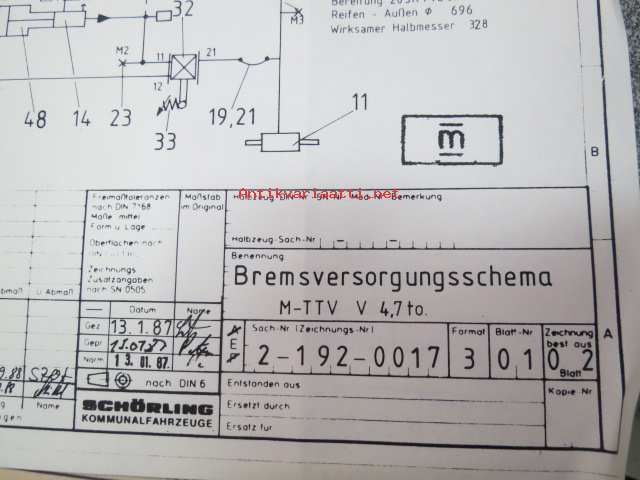 Reifen - Außen Φ 696
Wirksamer Halbmesser 328
M3
32
M2
11
21
12
48
14
23
33
19,21
11
m
B
Freimaßtoleranzen
nach DIN 7168
Maße mittel
Form u. Lage
Oberflächen nach
Zeichnungs
Zusatzangaben
nach SN 0505
Maßstab
im Original
Antikvariaatti.net
Bemerkung
Halbzeug-Sach-Nr
Benennung
Bremsversorgungsschema
M-TTV V 4,7 to.
Datum
Name
Gez
13.1.87
Gepr
Norm
13. 01. 87.
nach DIN 6
SCHÖRLING
KOMMUNALFAHRZEUGE
A
E
Sach-Nr (Zeichnungs-Nr)
2-192-0017
Format
3
Blatt-Nr
01
Zeichnung
best aus
02
Blatt
Entstanden aus
Ersetzt durch
Ersatz für
Kopie Nr
A
u Abmaß
Name